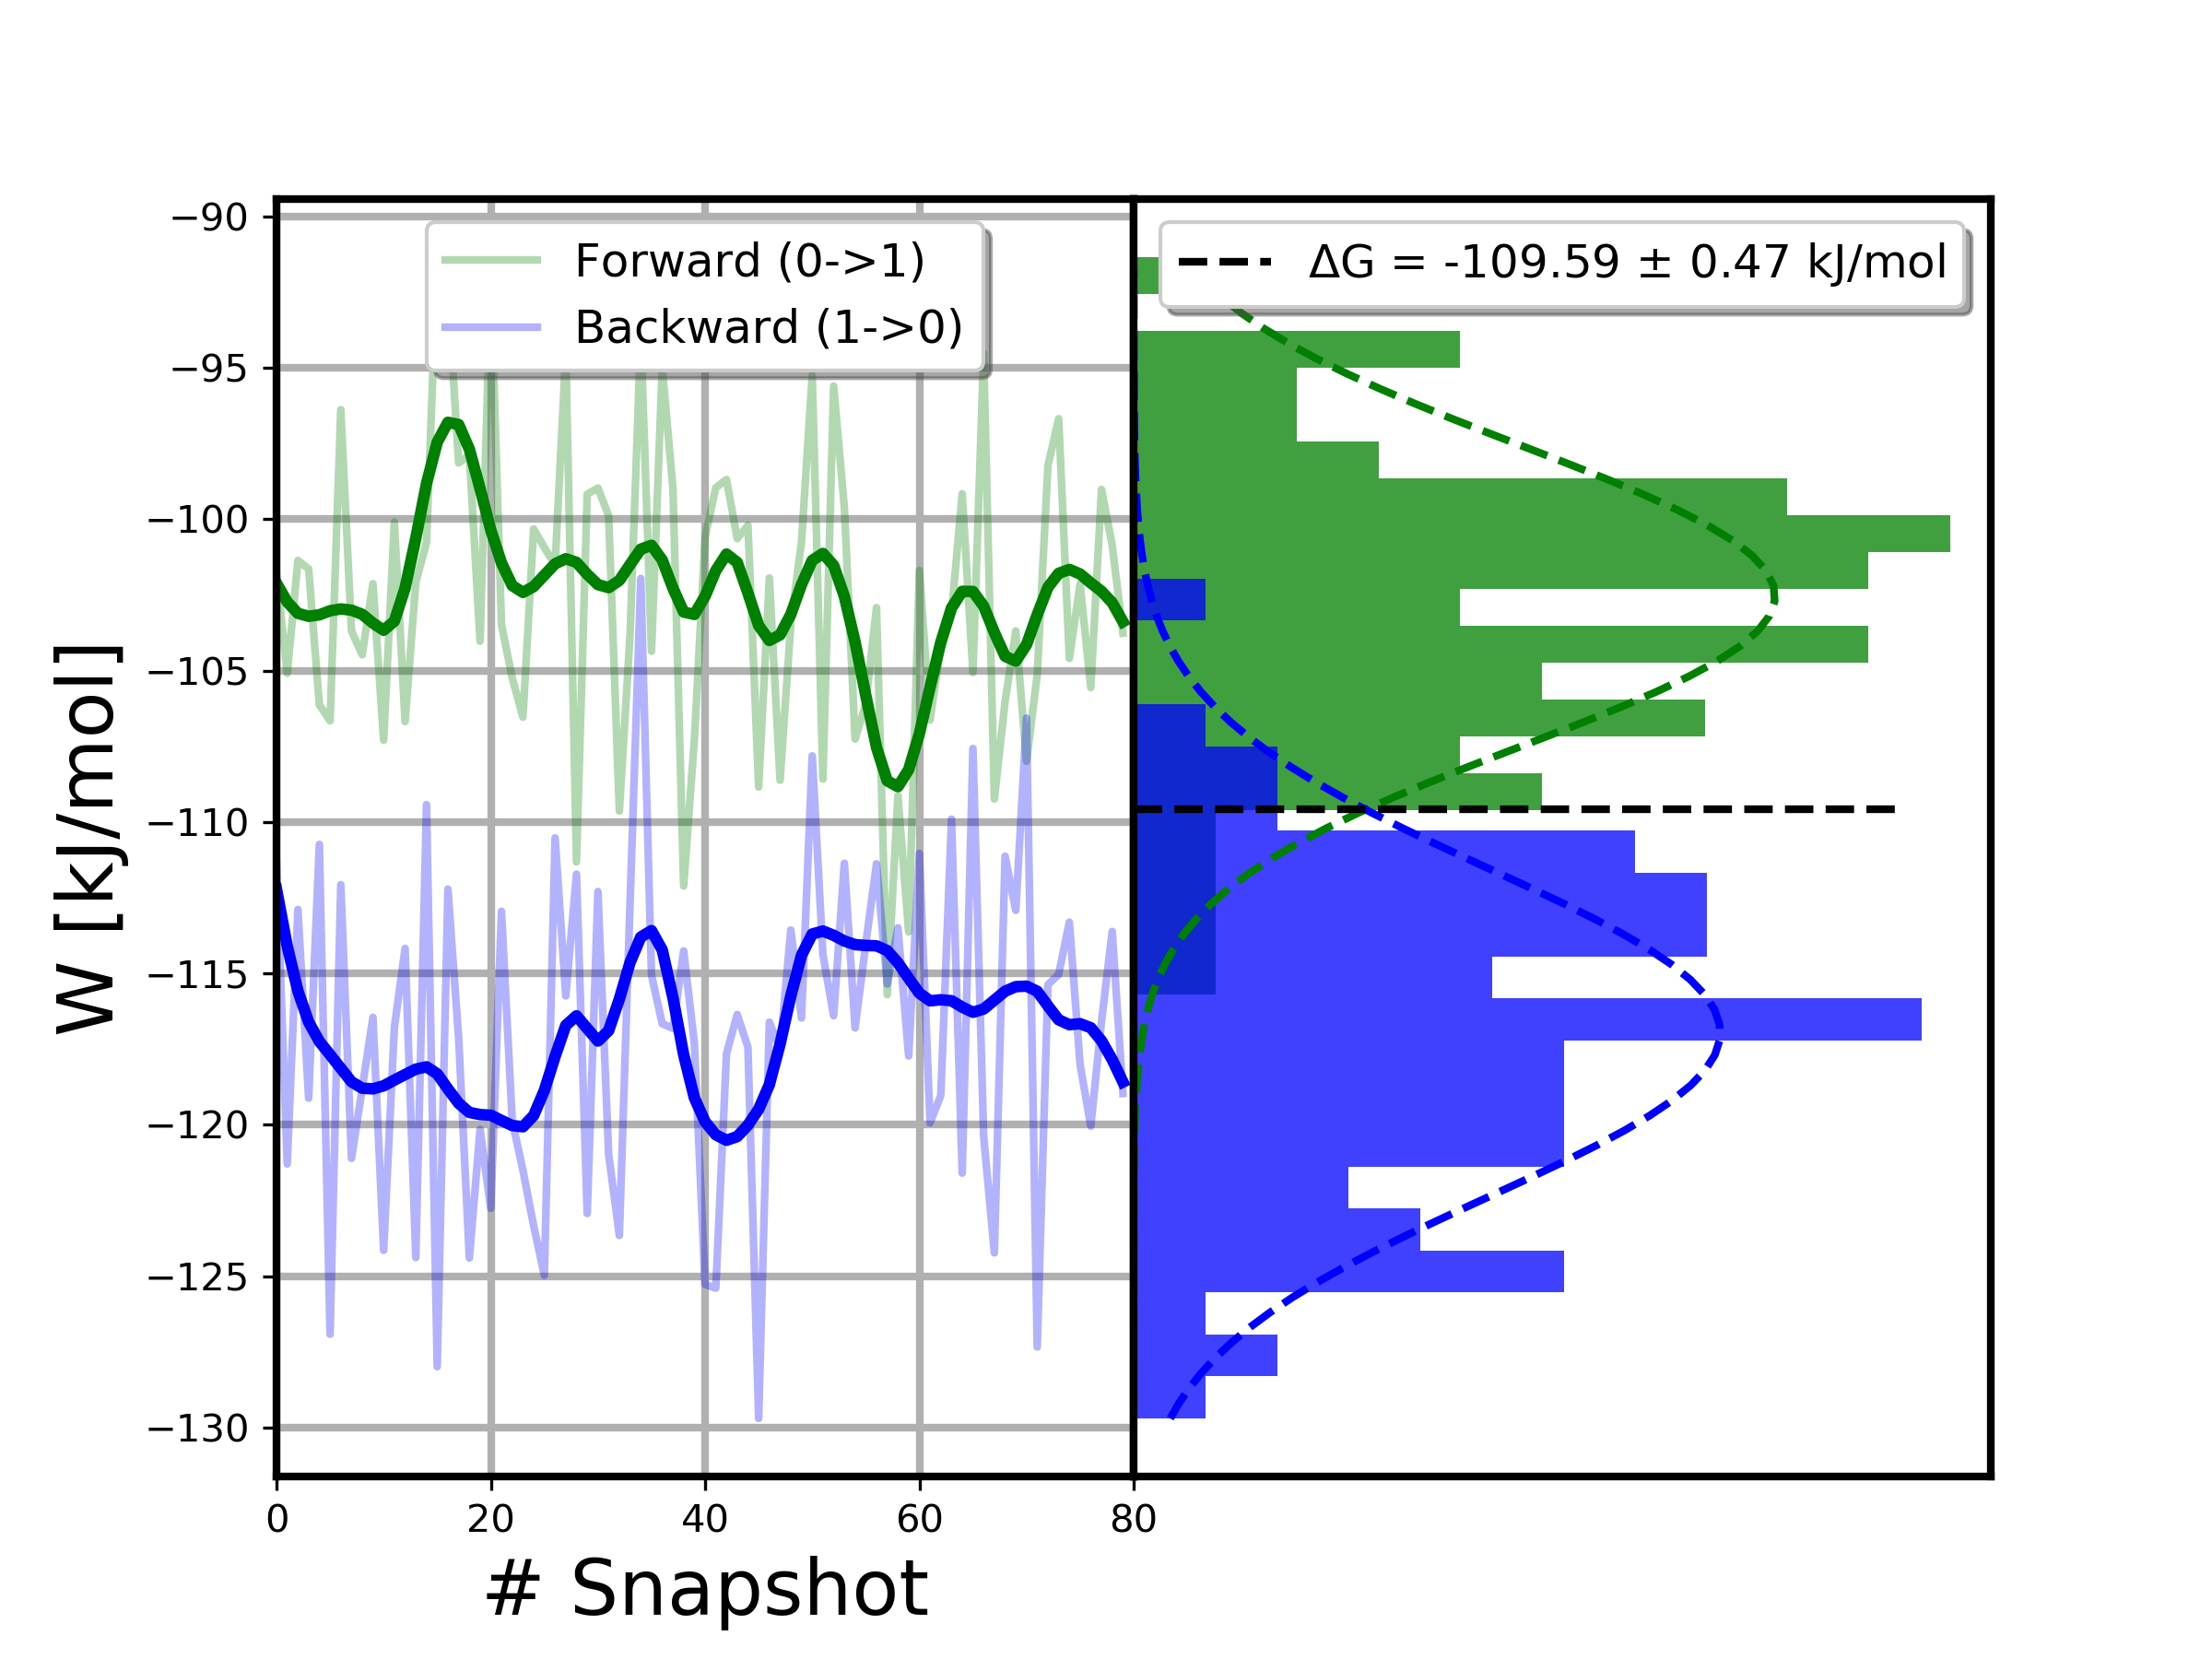 Forward (0->1)
Backward (1->0)
ΔG = -109.59 ± 0.47 kJ/mol
W [kJ/mol]
−90
−95
−100
−105
−110
−115
−120
−125
−130
0 20 40 60 80
# Snapshot